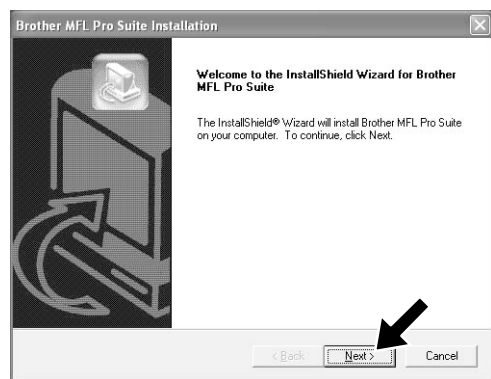 Brother MFL Pro Suite Installation
Welcome to the InstallShield Wizard for Brother
MFL Pro Suite
The InstallShield® Wizard will install Brother MFL Pro Suite
on your computer.  To continue, click Next.
< Back
Next >
Cancel